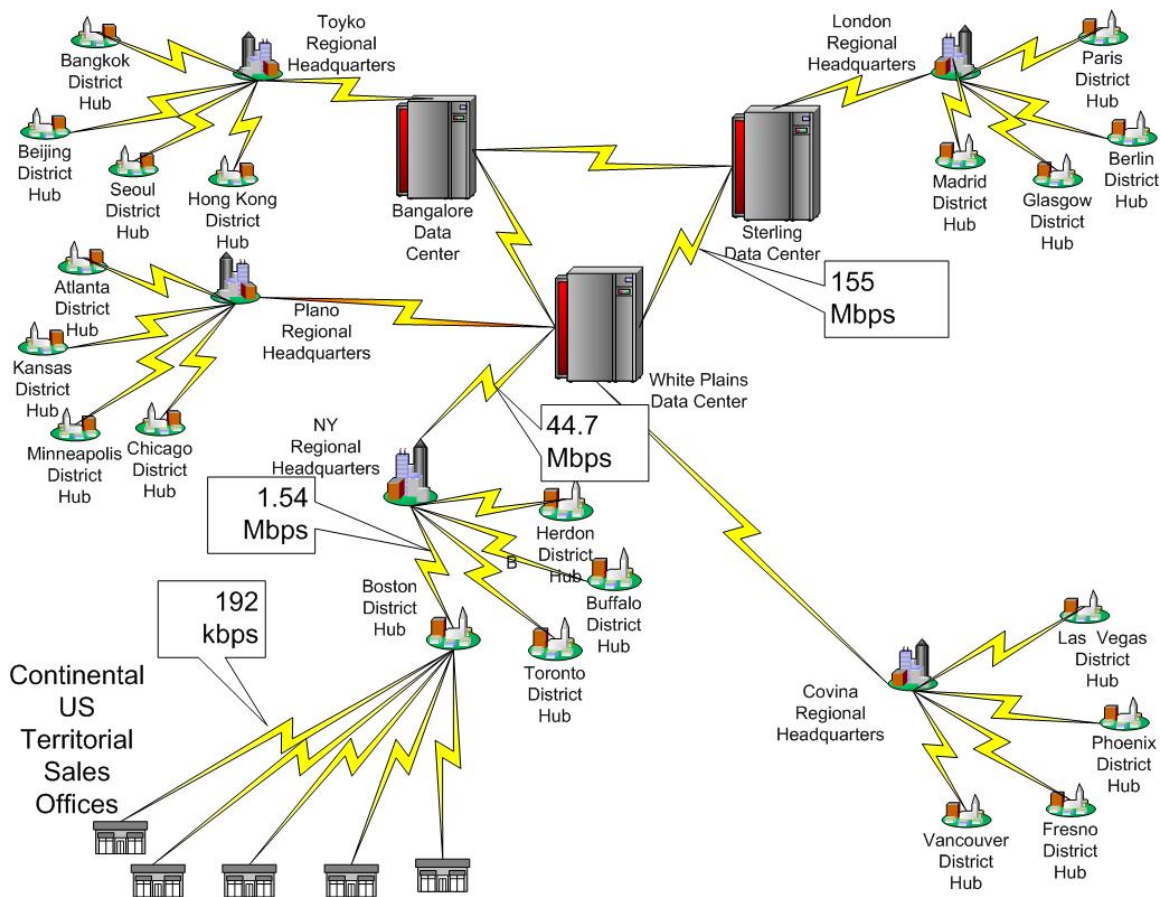 Toyko
Regional
Headquarters
Bangkok
District
Hub
Beijing
District
Hub
Seoul
District
Hub
Hong Kong
District
Hub
Bangalore
Data
Center
London
Regional
Headquarters
Paris
District
Hub
Berlin
District
Hub
Madrid
District
Hub
Glasgow
District
Hub
Sterling
Data Center
155
Mbps
Atlanta
District
Hub
Plano
Regional
Headquarters
Kansas
District
Hub
Minneapolis
District
Hub
Chicago
District
Hub
White Plains
Data Center
44.7
Mbps
NY
Regional
Headquarters
1.54
Mbps
Herdon
District
Hub
B
Buffalo
District
Hub
Boston
District
Hub
Toronto
District
Hub
192
kbps
Continental
US
Territorial
Sales
Offices
Covina
Regional
Headquarters
Las Vegas
District
Hub
Phoenix
District
Hub
Fresno
District
Hub
Vancouver
District
Hub